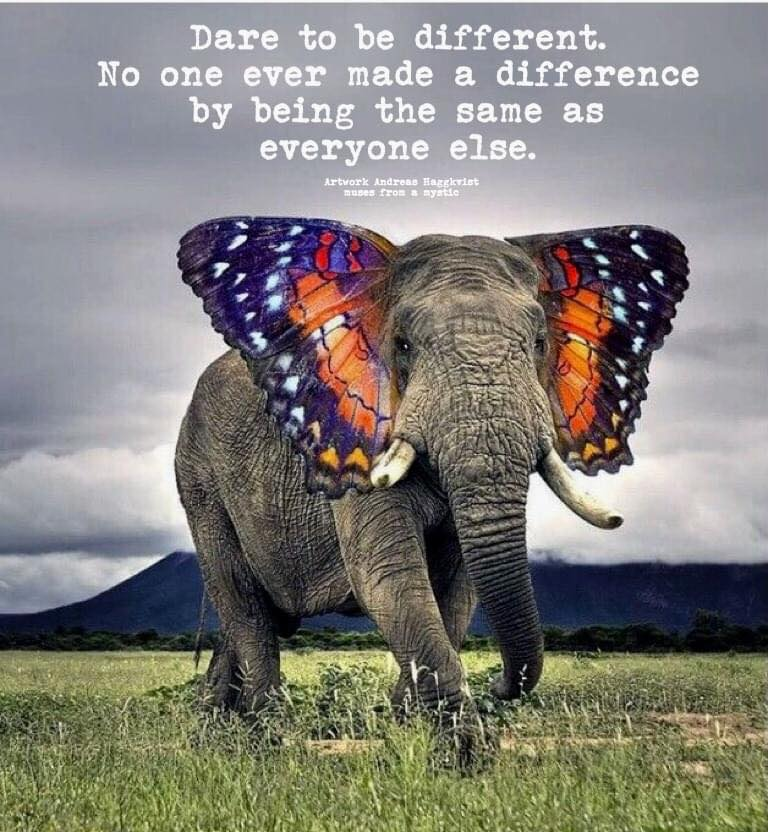 Dare to be different.
No one ever made a difference
by being the same as
everyone else.
Artwork Andreas Haggkvist
muses from a mystic